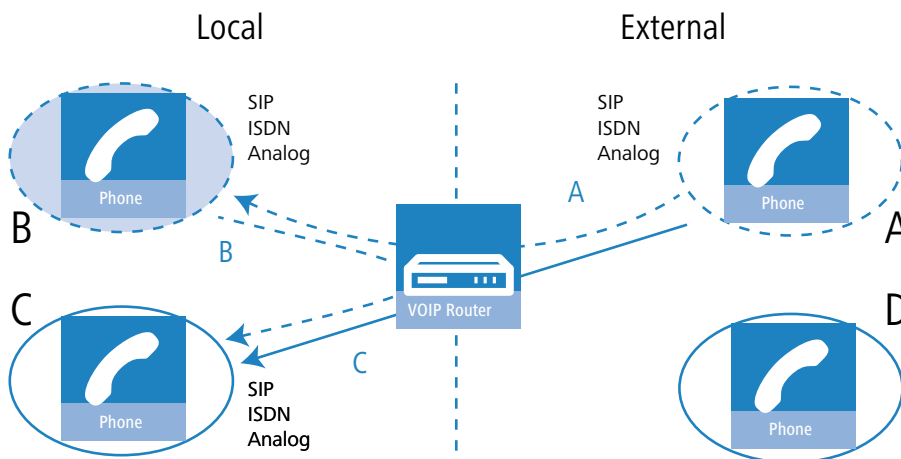 Local
External
SIP
ISDN
Analog
SIP
ISDN
Analog
Phone
Phone
A
B
A
B
C
D
VOIP Router
C
SIP
ISDN
Analog
Phone
Phone